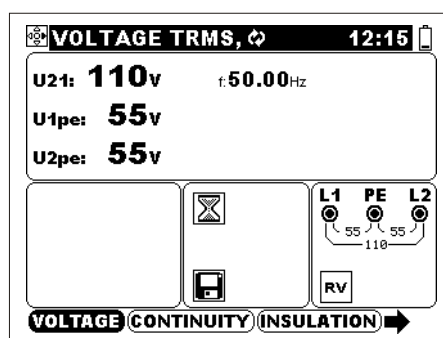 VOLTAGE TRMS, 12:15
U21: 110V f:50.00Hz
U1pe: 55V
U2pe: 55V
L1 PE L2
55 55
110
RV
VOLTAGE CONTINUITY INSULATION